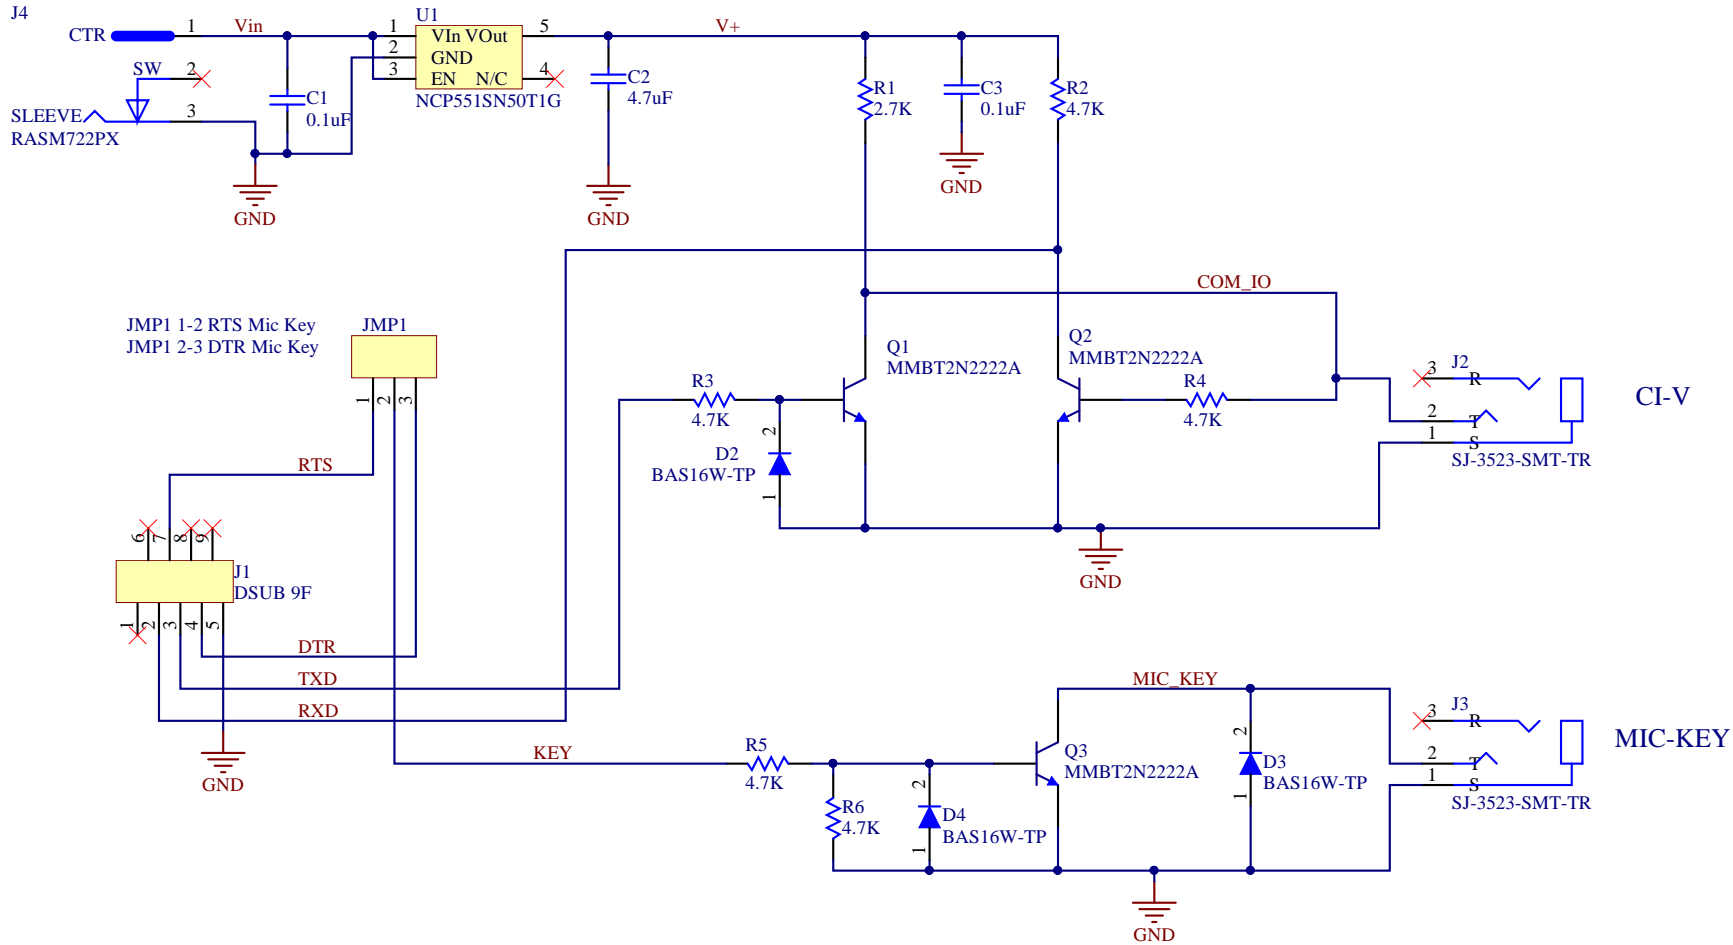 J4
CTR
1
Vin
U1
1
VIn VOut
5
V+
2
GND
3
EN N/C
4
NCP551SN50T1G
SW
2
3
SLEEVE
RASM722PX
C1
0.1uF
GND
C2
4.7uF
GND
R1
2.7K
C3
0.1uF
GND
R2
4.7K
COM_IO
JMP1 1-2 RTS Mic Key
JMP1 2-3 DTR Mic Key
JMP1
1
2
3
Q1
MMBT2N2222A
Q2
MMBT2N2222A
R3
4.7K
R4
4.7K
D2
BAS16W-TP
2
1
J2
3
R
2
T
1
S
SJ-3523-SMT-TR
CI-V
GND
RTS
6
7
8
9
J1
DSUB 9F
1
2
3
4
5
DTR
TXD
RXD
GND
KEY
MIC_KEY
R5
4.7K
R6
4.7K
2
D4
BAS16W-TP
1
Q3
MMBT2N2222A
2
D3
BAS16W-TP
1
J3
3
R
2
T
1
S
SJ-3523-SMT-TR
MIC-KEY
GND